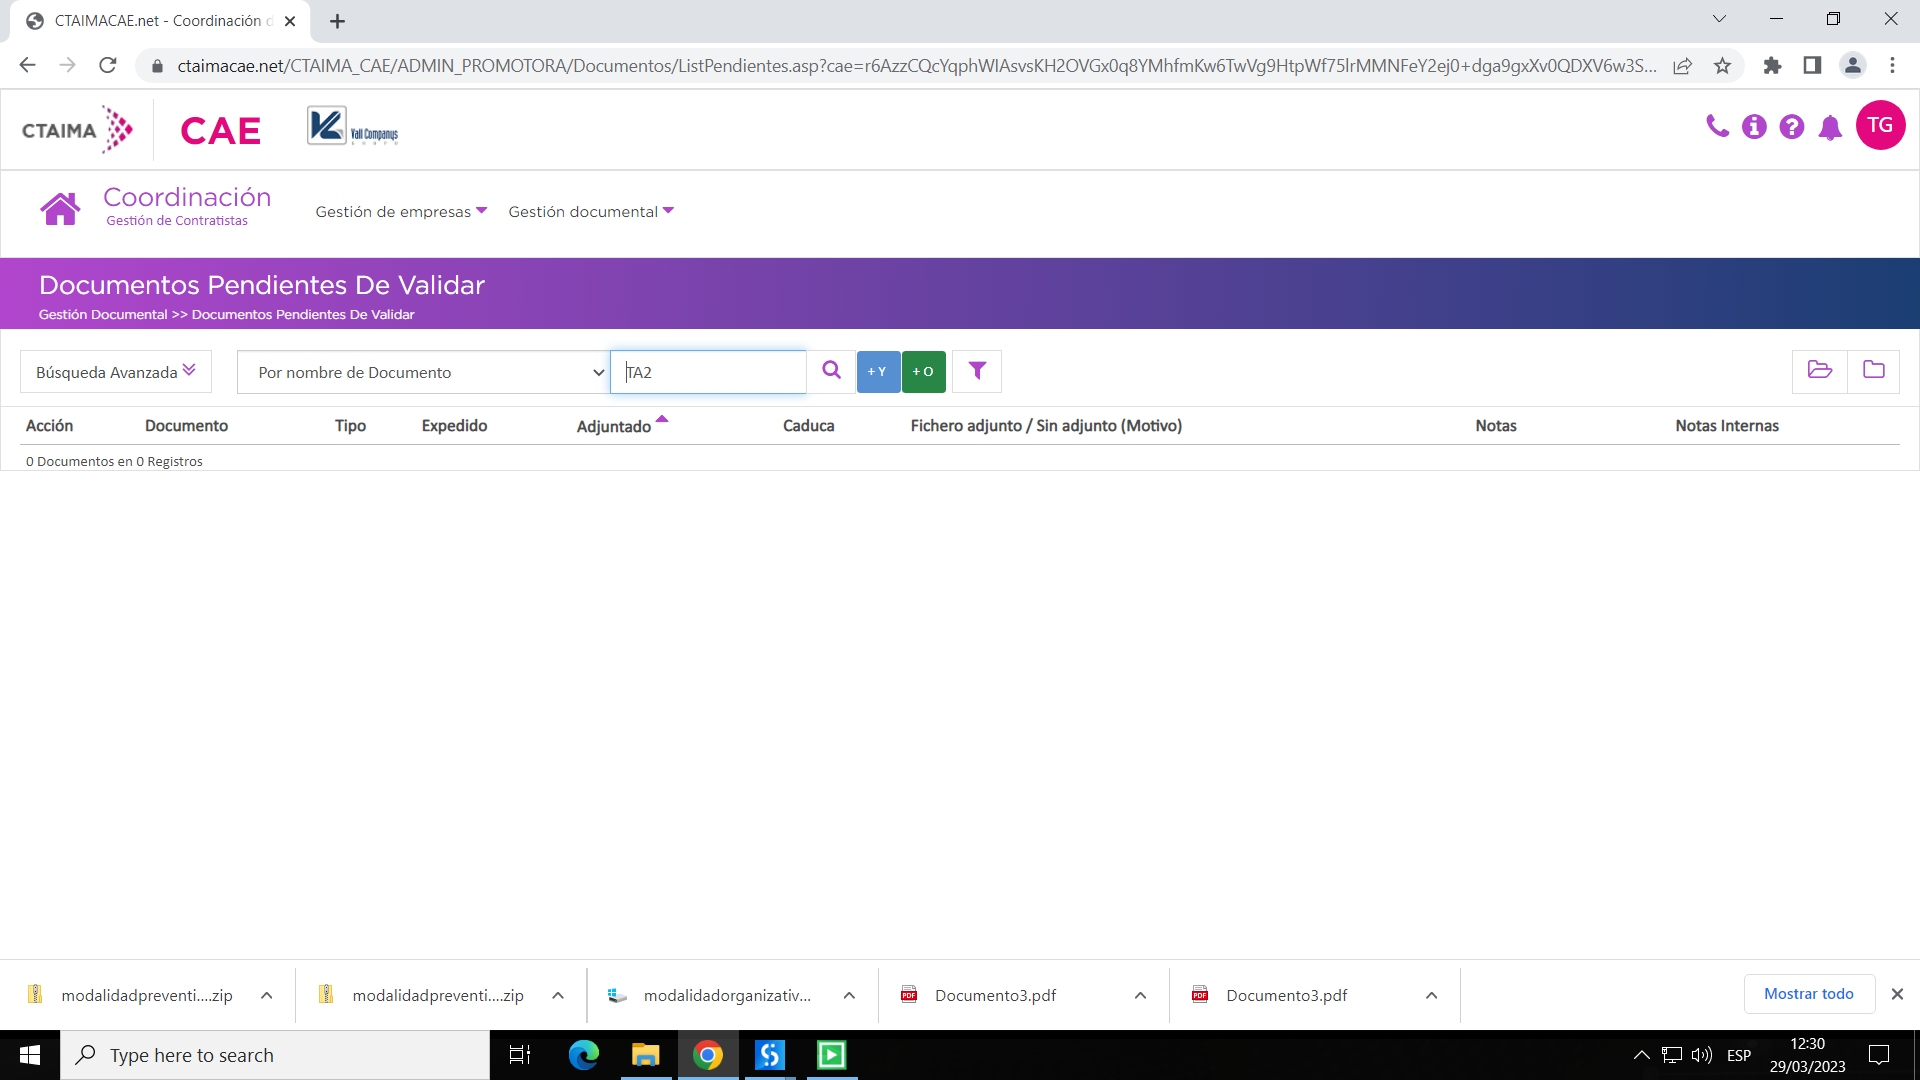 CTAIMACAE.net - Coordinación d
ctaimacae.net/CTAIMA_CAE/ADMIN_PROMOTORA/Documentos/ListPendientes.asp?cae=r6AzzCQcYqphWIAsvsKH2OVGx0q8YMhfmKw6TwVg9HtpWf75lrMMNFeY2ej0+dga9gxXv0QDXV6w3S...
CTAIMA
CAE
Vall Companys
TG
Coordinación
Gestión de Contratistas
Gestión de empresas
Gestión documental
Documentos Pendientes De Validar
Gestión Documental >> Documentos Pendientes De Validar
Búsqueda Avanzada
Por nombre de Documento
TA2
+ Y
+ O
Acción
Documento
Tipo
Expedido
Adjuntado
Caduca
Fichero adjunto / Sin adjunto (Motivo)
Notas
Notas Internas
0 Documentos en 0 Registros
modalidadpreventi....zip
modalidadpreventi....zip
modalidadorganizativ...
Documento3.pdf
Documento3.pdf
Mostrar todo
Type here to search
ESP
12:30
29/03/2023